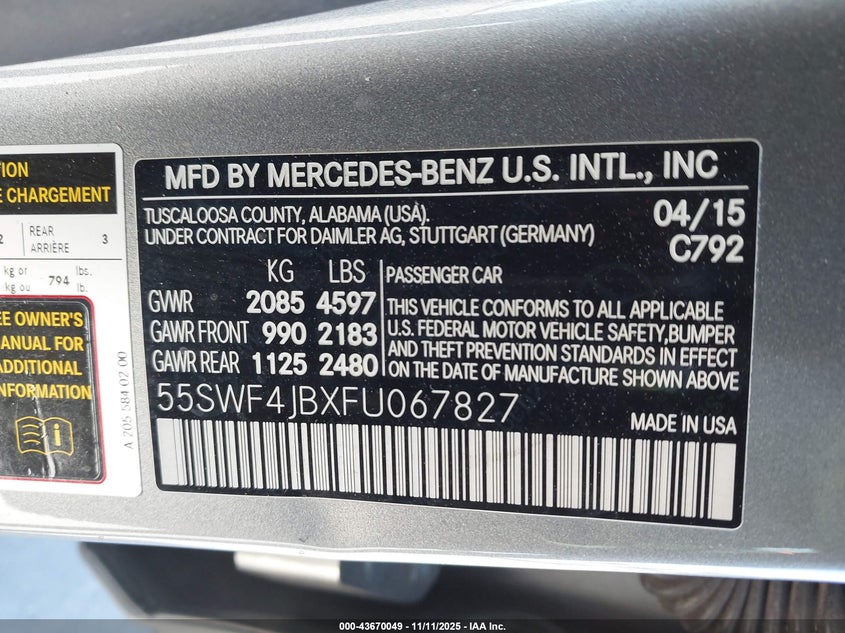 TION
E CHARGEMENT
2 REAR ARRIÈRE 3
kg or kg ou 794 lbs. lb.
EE OWNER'S
MANUAL FOR
ADDITIONAL
INFORMATION
A 205 584 02 00
MFD BY MERCEDES-BENZ U.S. INTL., INC
TUSCALOOSA COUNTY, ALABAMA (USA).
UNDER CONTRACT FOR DAIMLER AG, STUTTGART (GERMANY)
04/15
C792
KG LBS
GVWR 2085 4597
GAWR FRONT 990 2183
GAWR REAR 1125 2480
PASSENGER CAR
THIS VEHICLE CONFORMS TO ALL APPLICABLE
U.S. FEDERAL MOTOR VEHICLE SAFETY,BUMPER
AND THEFT PREVENTION STANDARDS IN EFFECT
ON THE DATE OF MANUFACTURE SHOWN ABOVE
55SWF4JBXFU067827
MADE IN USA
000-43670049 - 11/11/2025 - IAA Inc.